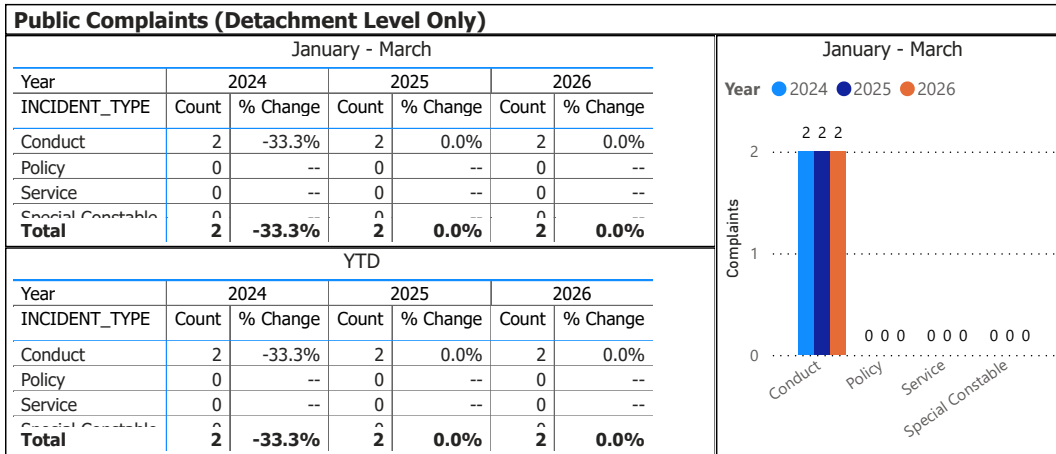 Public Complaints (Detachment Level Only)
January - March
Year 2024 2025 2026
INCIDENT_TYPE Count % Change Count % Change Count % Change
Conduct 2 -33.3% 2 0.0% 2 0.0%
Policy 0 -- 0 -- 0 --
Service 0 -- 0 -- 0 --
Special Constable 0 -- 0 -- 0 --
Total 2 -33.3% 2 0.0% 2 0.0%
YTD
Year 2024 2025 2026
INCIDENT_TYPE Count % Change Count % Change Count % Change
Conduct 2 -33.3% 2 0.0% 2 0.0%
Policy 0 -- 0 -- 0 --
Service 0 -- 0 -- 0 --
Total 2 -33.3% 2 0.0% 2 0.0%
January - March
Year 2024 2025 2026
2 2 2
2
Complaints
1
0 0 0 0 0 0 0 0 0
0
Conduct
Policy
Service
Special Constable